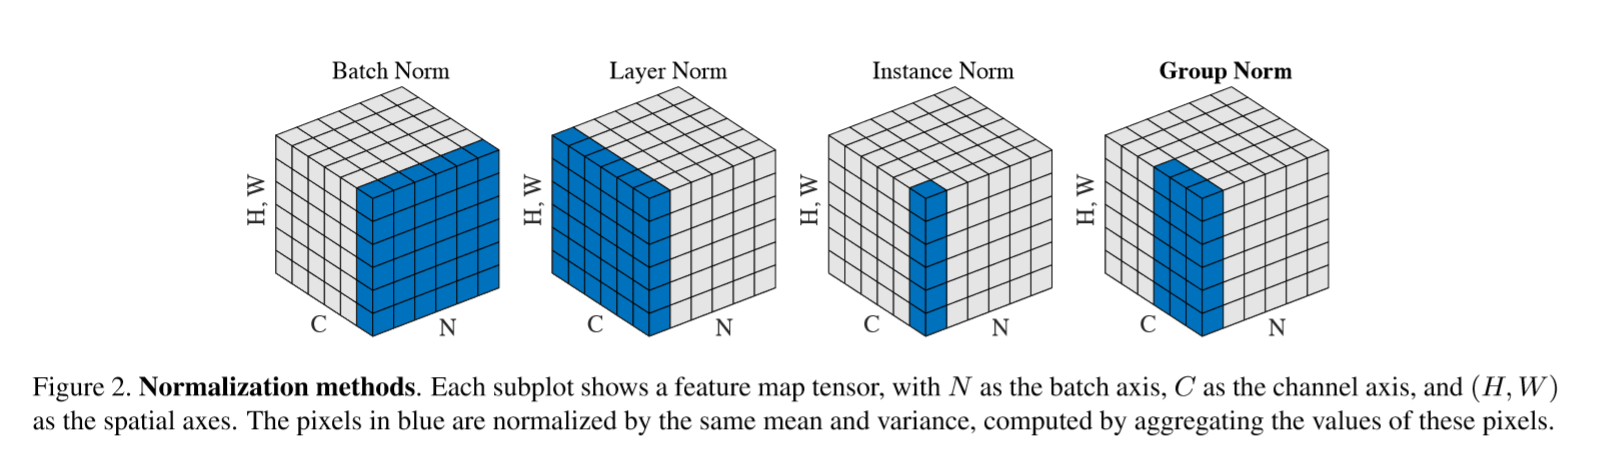 Batch Norm
Layer Norm
Instance Norm
Group Norm
H, W
H, W
H, W
H, W
C
N
C
N
C
N
C
N
Figure 2. Normalization methods. Each subplot shows a feature map tensor, with N as the batch axis, C as the channel axis, and (H, W)
as the spatial axes. The pixels in blue are normalized by the same mean and variance, computed by aggregating the values of these pixels.